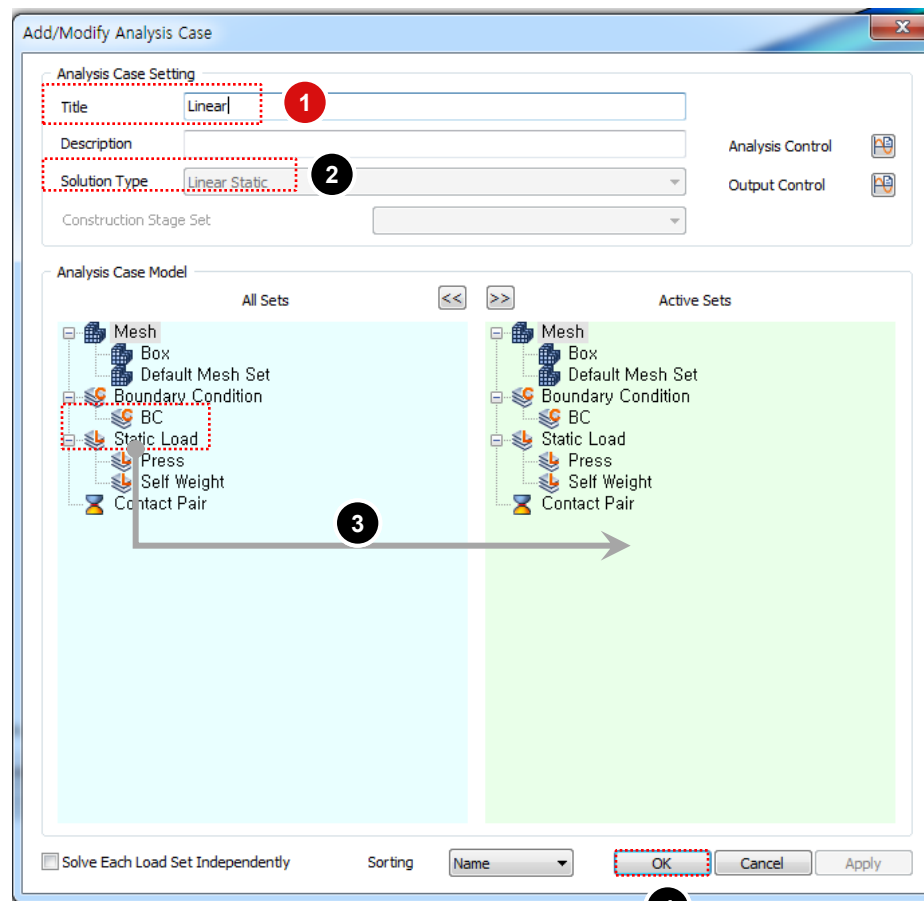 Add/Modify Analysis Case
Analysis Case Setting
Title Linear 1
Description
Analysis Control
2
Solution Type Linear Static
Output Control
Construction Stage Set
Analysis Case Model
All Sets << >> Active Sets
Mesh Mesh
Box Box
Default Mesh Set Default Mesh Set
Boundary Condition Boundary Condition
BC BC
Static Load Static Load
Press Press
Self Weight Self Weight
Contact Pair Contact Pair
3
Solve Each Load Set Independently Sorting Name OK Cancel Apply